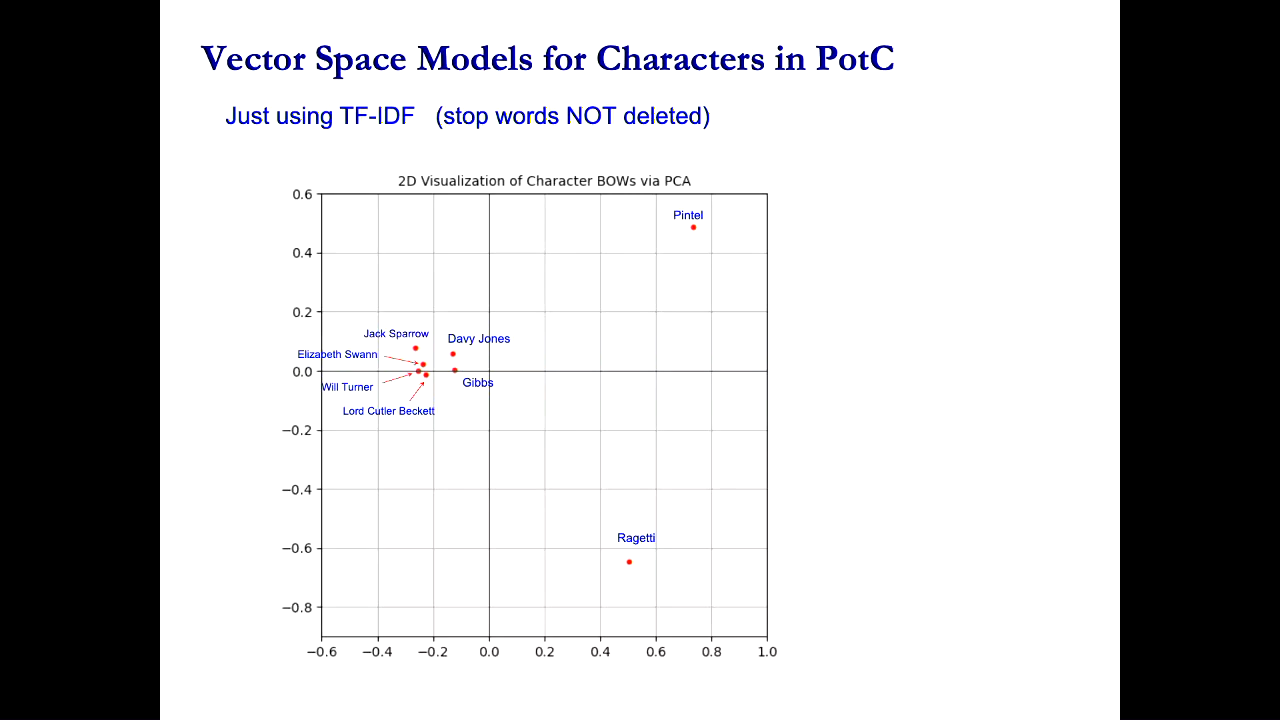 Vector Space Models for Characters in PotC
Just using TF-IDF (stop words NOT deleted)
2D Visualization of Character BOWs via PCA
0.6
Pintel
0.4
0.2
Jack Sparrow
Davy Jones
Elizabeth Swann
0.0
Gibbs
Will Turner
Lord Cutler Beckett
−0.2
−0.4
Ragetti
−0.6
−0.8
−0.6 −0.4 −0.2 0.0 0.2 0.4 0.6 0.8 1.0